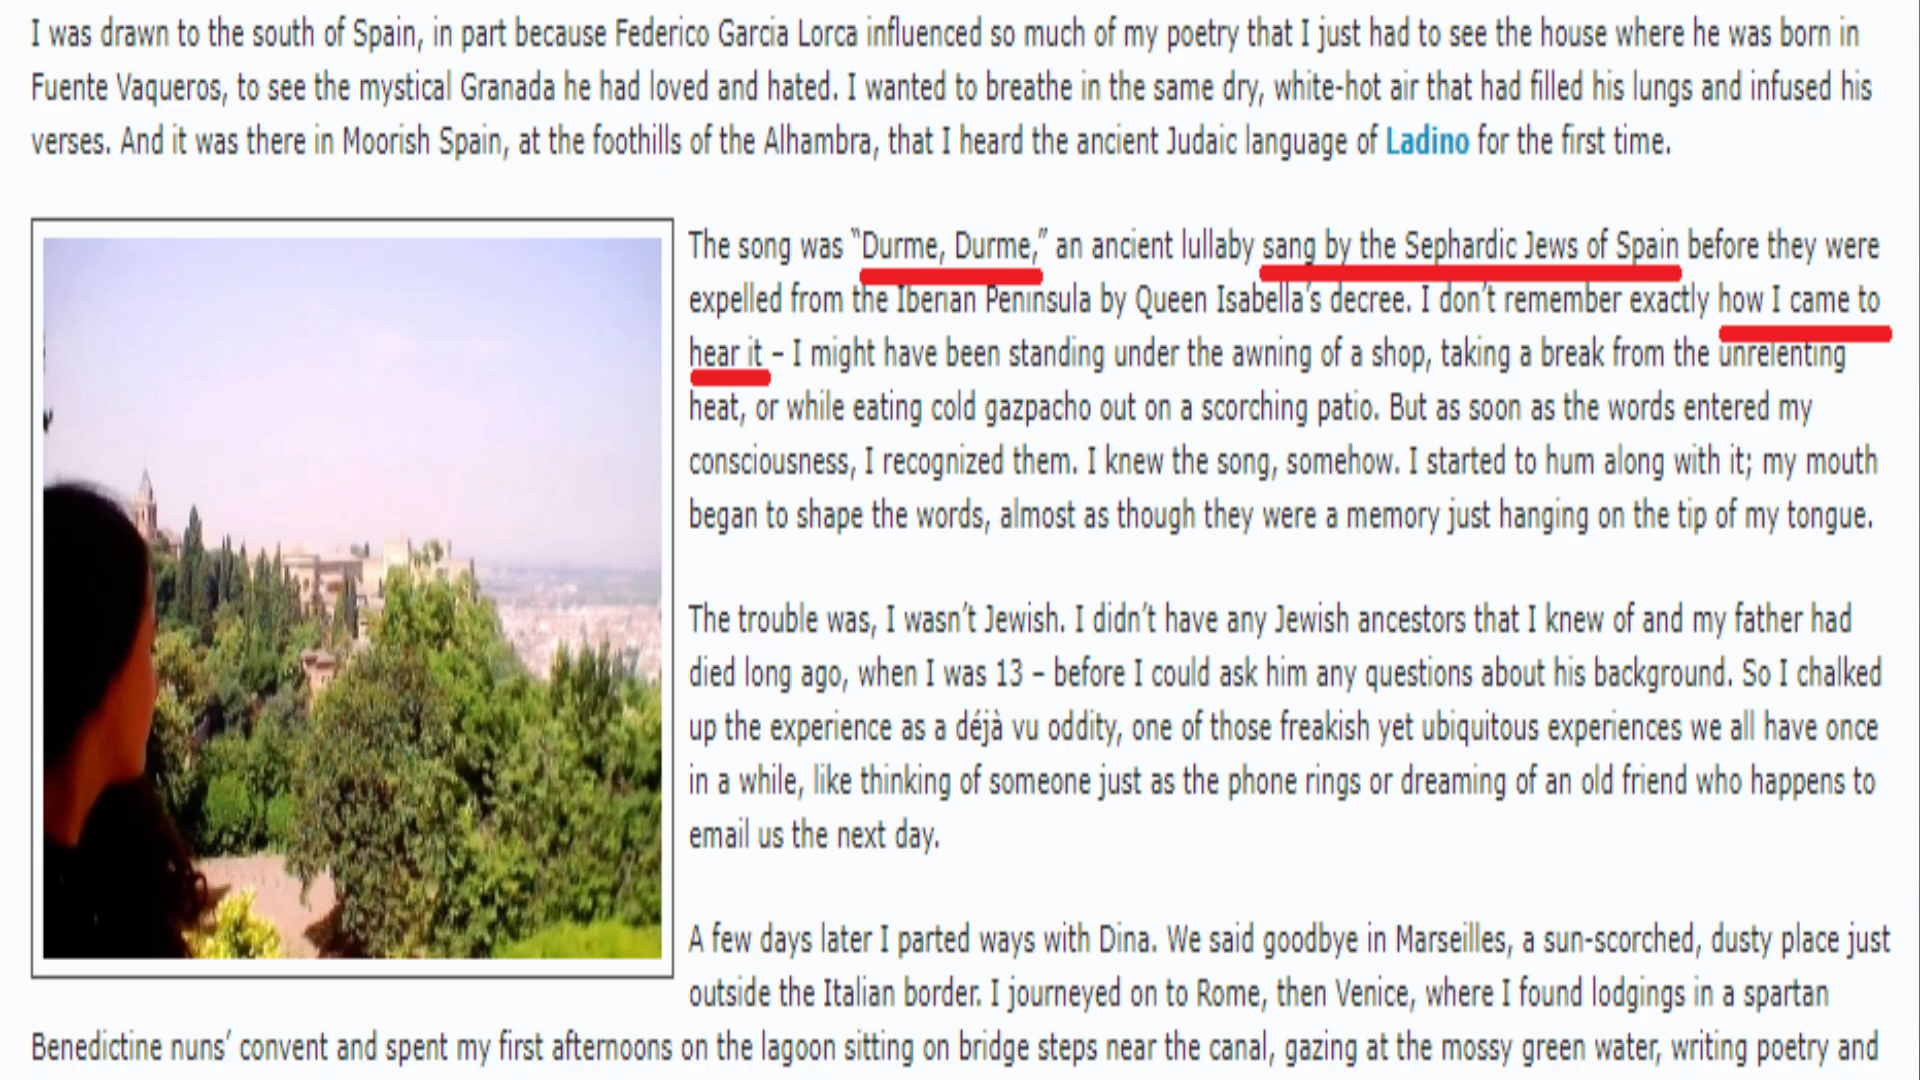 I was drawn to the south of Spain, in part because Federico Garcia Lorca influenced so much of my poetry that I just had to see the house where he was born in
Fuente Vaqueros, to see the mystical Granada he had loved and hated. I wanted to breathe in the same dry, white-hot air that had filled his lungs and infused his
verses. And it was there in Moorish Spain, at the foothills of the Alhambra, that I heard the ancient Judaic language of Ladino for the first time.
The song was “Durme, Durme,” an ancient lullaby sang by the Sephardic Jews of Spain before they were
expelled from the Iberian Peninsula by Queen Isabella’s decree. I don’t remember exactly how I came to
hear it – I might have been standing under the awning of a shop, taking a break from the unrelenting
heat, or while eating cold gazpacho out on a scorching patio. But as soon as the words entered my
consciousness, I recognized them. I knew the song, somehow. I started to hum along with it; my mouth
began to shape the words, almost as though they were a memory just hanging on the tip of my tongue.
The trouble was, I wasn’t Jewish. I didn’t have any Jewish ancestors that I knew of and my father had
died long ago, when I was 13 – before I could ask him any questions about his background. So I chalked
up the experience as a déjà vu oddity, one of those freakish yet ubiquitous experiences we all have once
in a while, like thinking of someone just as the phone rings or dreaming of an old friend who happens to
email us the next day.
A few days later I parted ways with Dina. We said goodbye in Marseilles, a sun-scorched, dusty place just
outside the Italian border. I journeyed on to Rome, then Venice, where I found lodgings in a spartan
Benedictine nuns’ convent and spent my first afternoons on the lagoon sitting on bridge steps near the canal, gazing at the mossy green water, writing poetry and